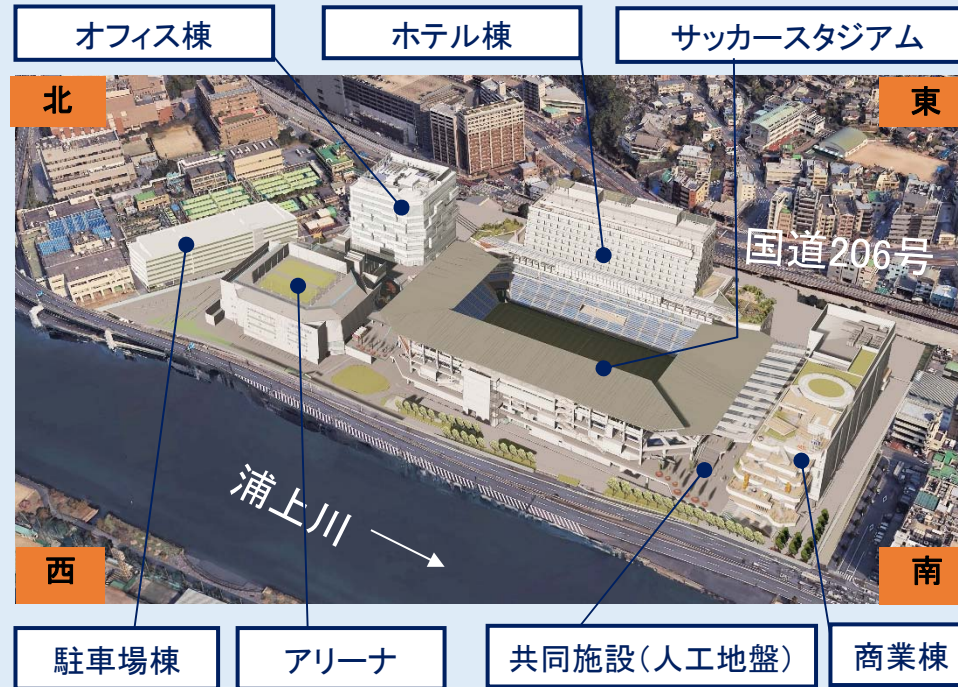 オフィス棟
ホテル棟
サッカースタジアム
北
東
国道206号
浦上川
西
南
駐車場棟
アリーナ
共同施設（人工地盤）
商業棟